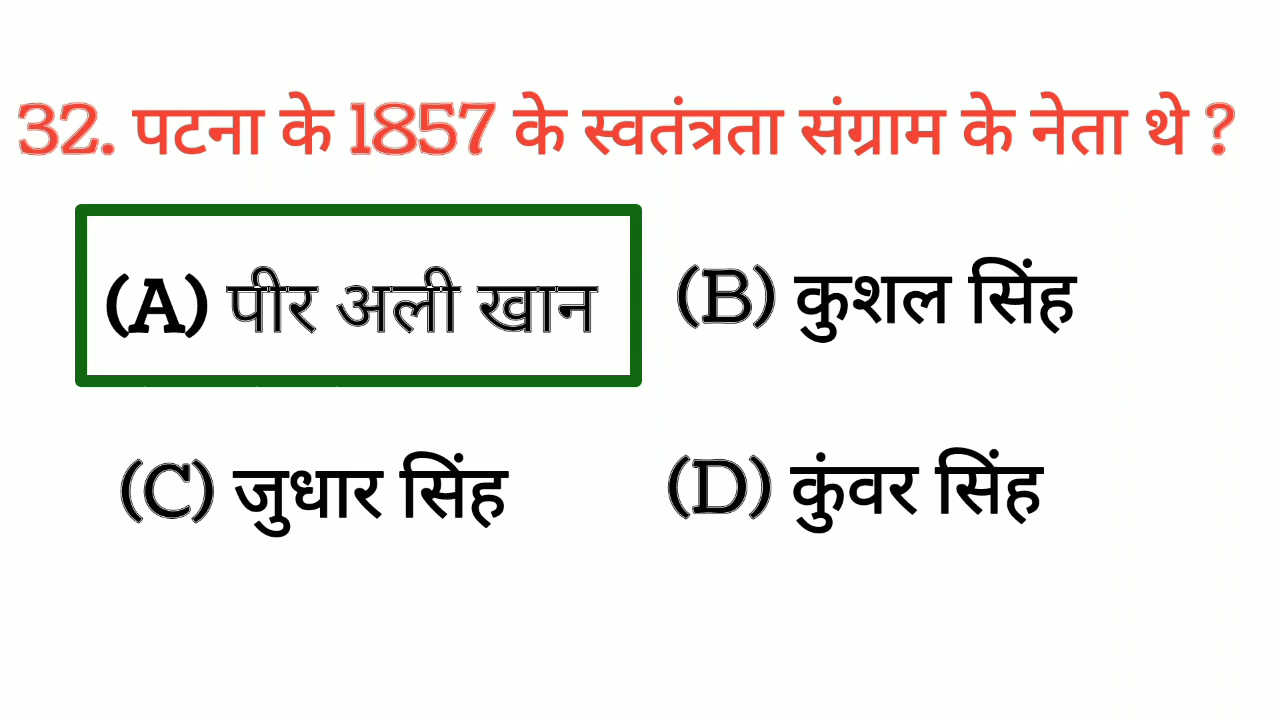 32. पटना के 1857 के स्वतंत्रता संग्राम के नेता थे ?
(A) पीर अली खान (B) कुशल सिंह
(C) जुधार सिंह (D) कुंवर सिंह